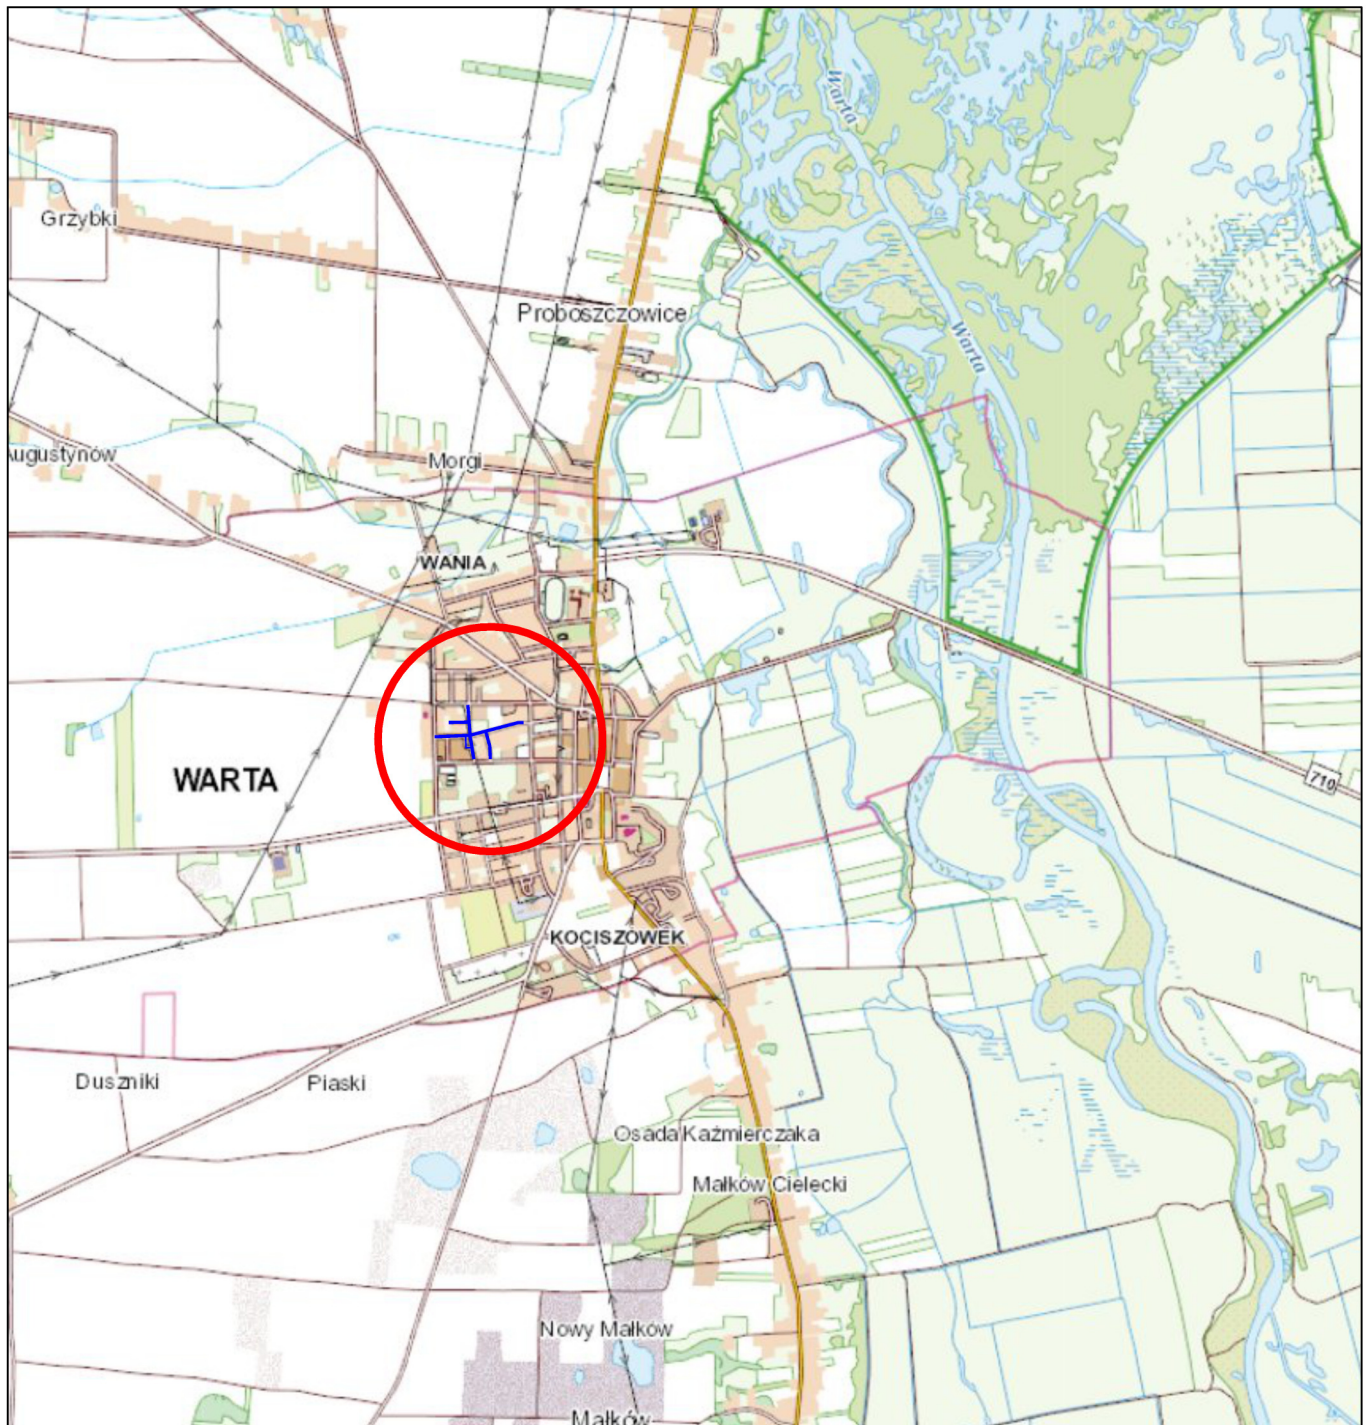 Warta
Grzybki
Proboszczowice
Warta
Augustynów
Morgi
WANIA
WARTA
710
KOCISZÓWEK
Duszniki
Piaski
Osada Kaźmierczaka
Małków Cielecki
Nowy Małków
Małków